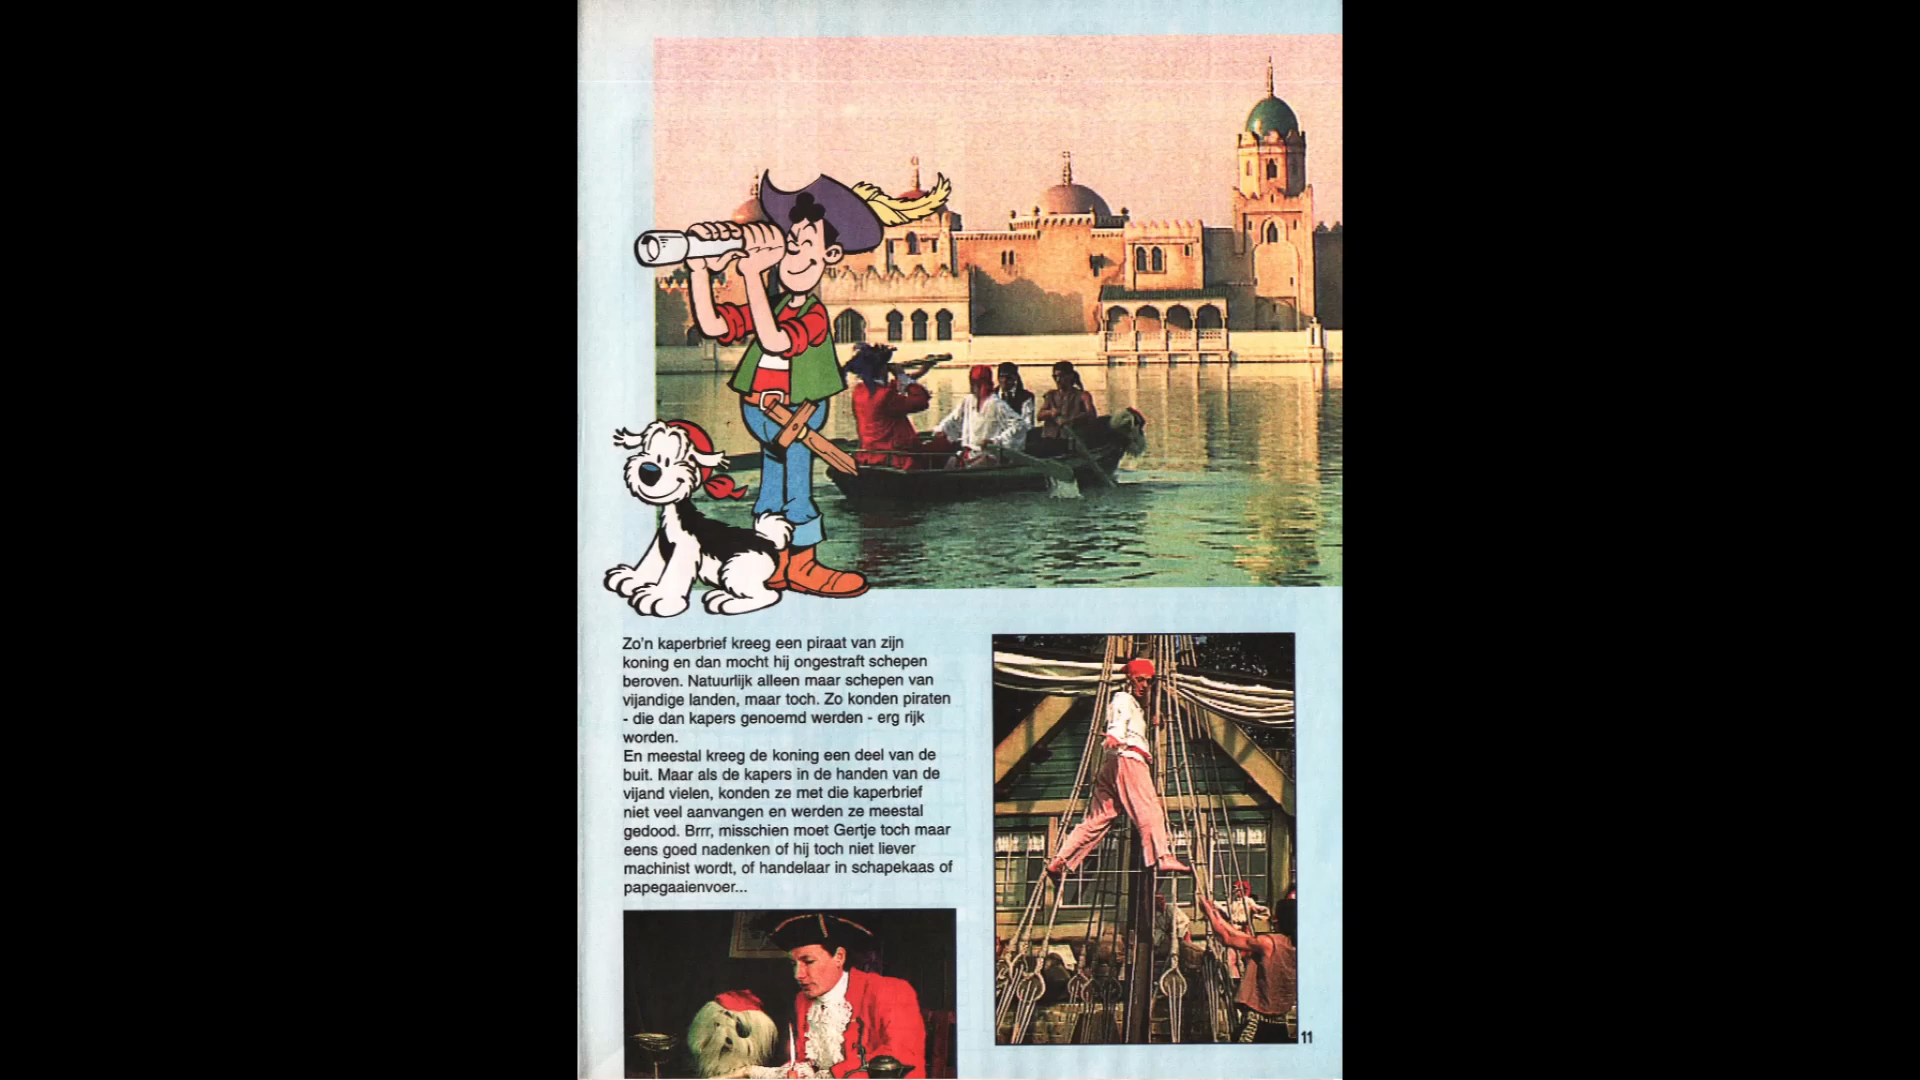 Zo'n kaperbrief kreeg een piraat van zijn
koning en dan mocht hij ongestraft schepen
beroven. Natuurlijk alleen maar schepen van
vijandige landen, maar toch. Zo konden piraten
- die dan kapers genoemd werden - erg rijk
worden.
En meestal kreeg de koning een deel van de
buit. Maar als de kapers in de handen van de
vijand vielen, konden ze met die kaperbrief
niet veel aanvangen en werden ze meestal
gedood. Brrr, misschien moet Gertje toch maar
eens goed nadenken of hij toch niet liever
machinist wordt, of handelaar in schapekaas of
papegaaienvoer...
11